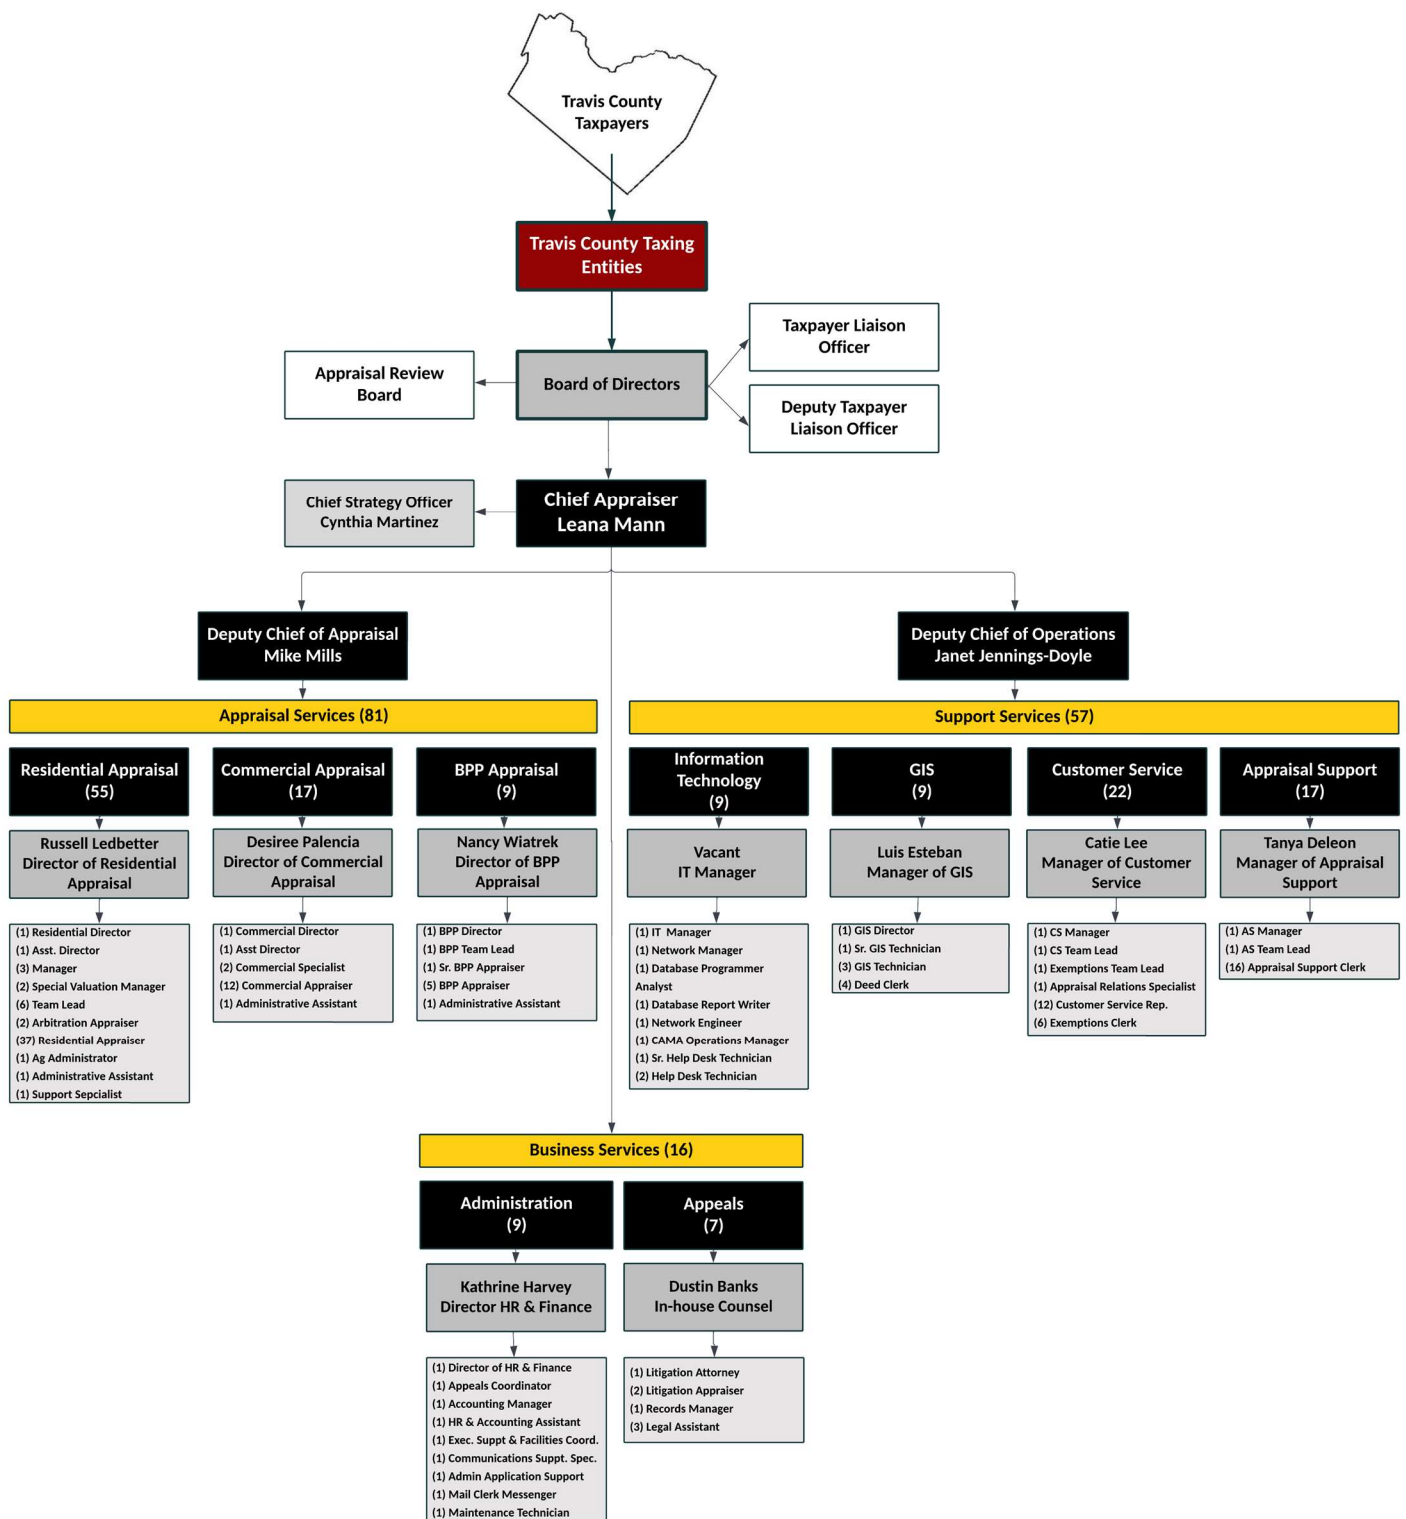 Travis County
Taxpayers
Travis County Taxing
Entities
Taxpayer Liaison
Officer
Appraisal Review
Board
Board of Directors
Deputy Taxpayer
Liaison Officer
Chief Strategy Officer
Cynthia Martinez
Chief Appraiser
Leana Mann
Deputy Chief of Appraisal
Mike Mills
Deputy Chief of Operations
Janet Jennings-Doyle
Appraisal Services (81)
Support Services (57)
Residential Appraisal
(55)
Commercial Appraisal
(17)
BPP Appraisal
(9)
Information
Technology
(9)
GIS
(9)
Customer Service
(22)
Appraisal Support
(17)
Russell Ledbetter
Director of Residential
Appraisal
Desiree Palencia
Director of Commercial
Appraisal
Nancy Wiatrek
Director of BPP
Appraisal
Vacant
IT Manager
Luis Esteban
Manager of GIS
Catie Lee
Manager of Customer
Service
Tanya Deleon
Manager of Appraisal
Support
(1) Residential Director
(1) Asst. Director
(3) Manager
(2) Special Valuation Manager
(6) Team Lead
(2) Arbitration Appraiser
(37) Residential Appraiser
(1) Ag Administrator
(1) Administrative Assistant
(1) Support Sepcialist
(1) Commercial Director
(1) Asst Director
(2) Commercial Specialist
(12) Commercial Appraiser
(1) Administrative Assistant
(1) BPP Director
(1) BPP Team Lead
(1) Sr. BPP Appraiser
(5) BPP Appraiser
(1) Administrative Assistant
(1) IT Manager
(1) Network Manager
(1) Database Programmer
Analyst
(1) Database Report Writer
(1) Network Engineer
(1) CAMA Operations Manager
(1) Sr. Help Desk Technician
(2) Help Desk Technician
(1) GIS Director
(1) Sr. GIS Technician
(3) GIS Technician
(4) Deed Clerk
(1) CS Manager
(1) CS Team Lead
(1) Exemptions Team Lead
(1) Appraisal Relations Specialist
(12) Customer Service Rep.
(6) Exemptions Clerk
(1) AS Manager
(1) AS Team Lead
(16) Appraisal Support Clerk
Business Services (16)
Administration
(9)
Appeals
(7)
Kathrine Harvey
Director HR & Finance
Dustin Banks
In-house Counsel
(1) Director of HR & Finance
(1) Appeals Coordinator
(1) Accounting Manager
(1) HR & Accounting Assistant
(1) Exec. Suppt & Facilities Coord.
(1) Communications Suppt. Spec.
(1) Admin Application Support
(1) Mail Clerk Messenger
(1) Maintenance Technician
(1) Litigation Attorney
(2) Litigation Appraiser
(1) Records Manager
(3) Legal Assistant